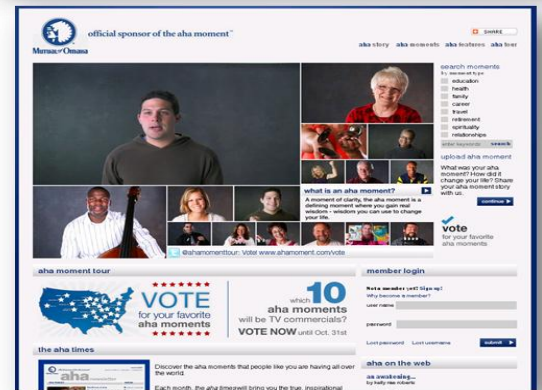 Mutual of Omaha
official sponsor of the aha moment™
SHARE
aha story aha moments aha features aha tour
search moments
by moment type
education
health
family
career
travel
retirement
spirituality
relationships
enter keywords search
upload aha moment
What was your aha
moment? How did it
change your life? Share
your aha moment story
with us.
continue
vote
for your favorite
aha moments
what is an aha moment?
A moment of clarity, the aha moment is a
defining moment where you gain real
wisdom - wisdom you can use to change
your life.
@ahamomenttour: Vote! www.ahamoment.com/vote
aha moment tour
VOTE
for your favorite
aha moments
which 10
aha moments
will be TV commercials?
VOTE NOW until Oct. 31st
member login
Not a member yet? Sign up!
Why become a member?
user name
password
Lost password Lost username
submit
the aha times
aha
Discover the aha moments that people like you are having all over
the world.
Each month, the aha times will bring you the true, inspirational
aha on the web
an awakening...
by kelly rae roberts